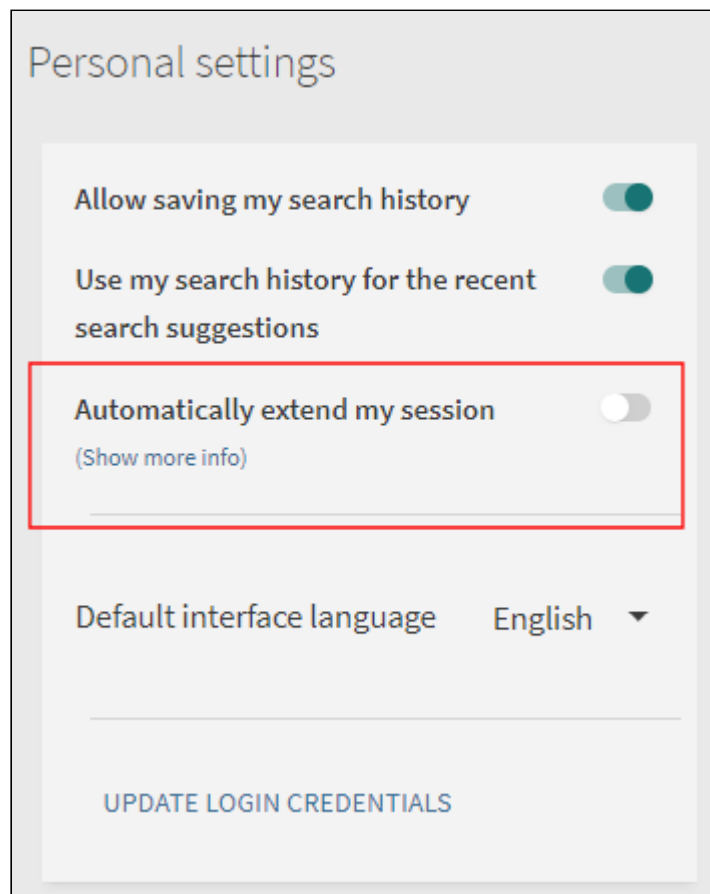 Personal settings
Allow saving my search history
Use my search history for the recent
search suggestions
Automatically extend my session
(Show more info)
Default interface language English
UPDATE LOGIN CREDENTIALS